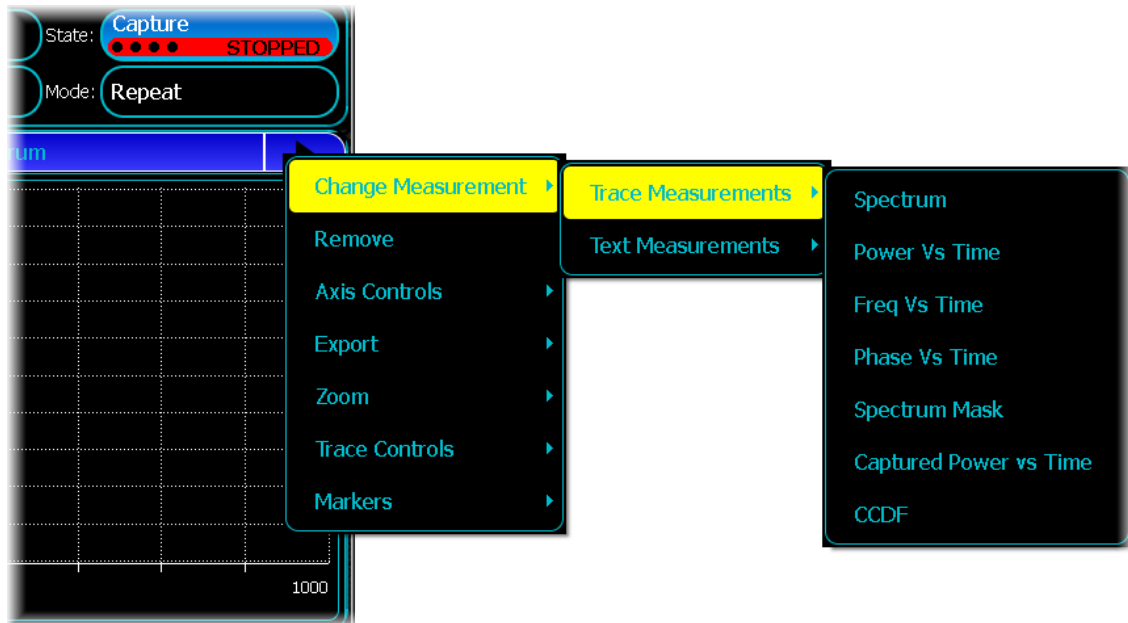 State: Capture
STOPPED
Mode: Repeat
rum
Change Measurement
Remove
Axis Controls
Export
Zoom
Trace Controls
Markers
Trace Measurements
Text Measurements
Spectrum
Power Vs Time
Freq Vs Time
Phase Vs Time
Spectrum Mask
Captured Power vs Time
CCDF
1000